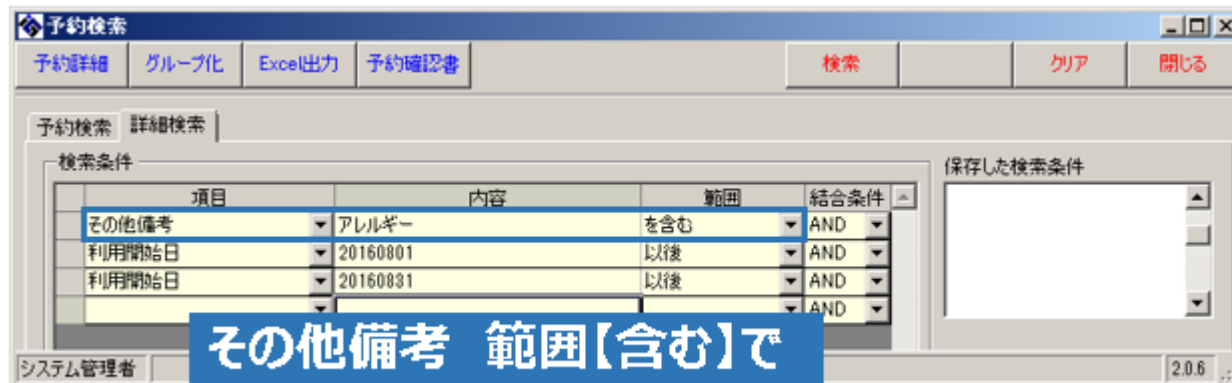 予約検索
予約詳細 グループ化 Excel出力 予約確認書 検索 クリア 閉じる
予約検索 詳細検索
検索条件 保存した検索条件
項目 内容 範囲 結合条件
その他備考 アレルギー を含む AND
利用開始日 20160801 以後 AND
利用開始日 20160831 以後 AND
AND
その他備考 範囲【含む】で
システム管理者 2.0.6